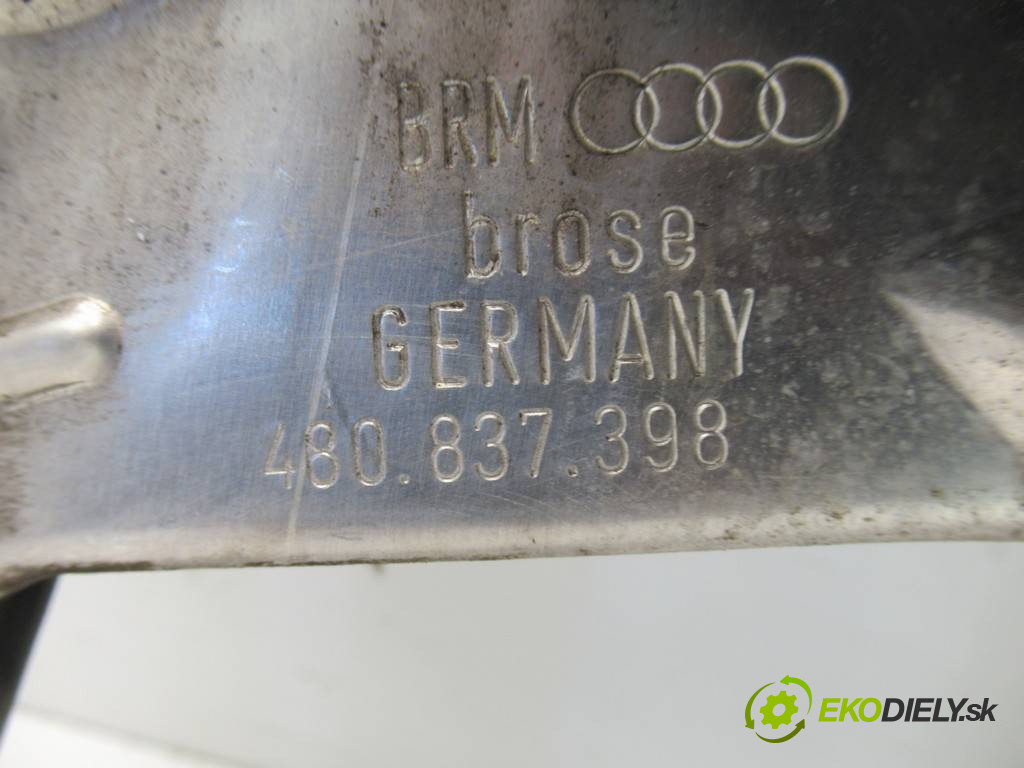 BRM
brose
GERMANY
4B0.837.398
EKODIELY.sk